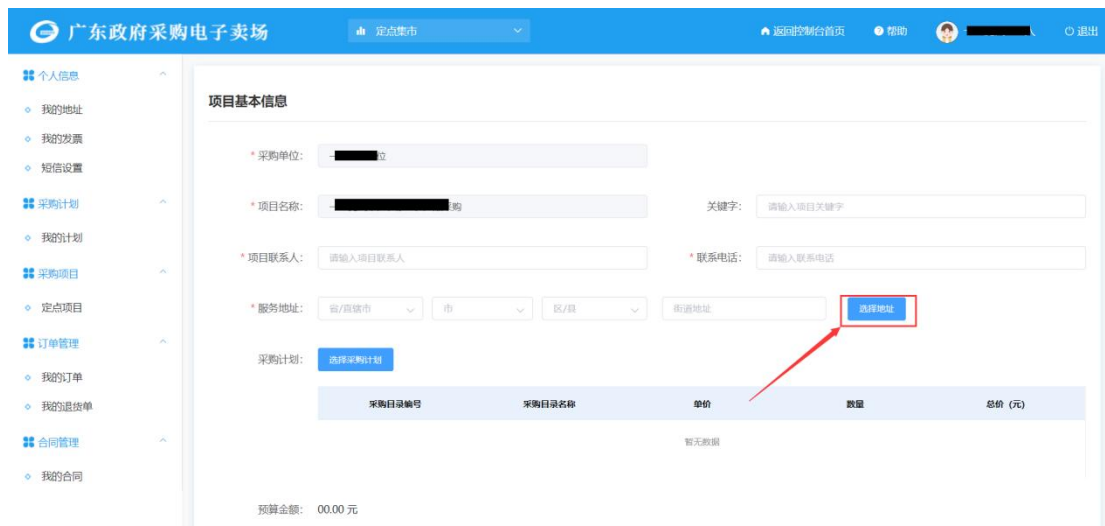 广东政府采购电子卖场
定点集市
返回控制台首页
帮助
退出
个人信息
我的地址
我的发票
短信设置
采购计划
我的计划
采购项目
定点项目
订单管理
我的订单
我的退货单
合同管理
我的合同
项目基本信息
* 采购单位: 位
* 项目名称: 购
关键字: 请输入项目关键字
* 项目联系人: 请输入项目联系人
* 联系电话: 请输入联系电话
* 服务地址: 省/直辖市 市 区/县 街道地址 选择地址
采购计划: 选择采购计划
采购目录编号 采购目录名称 单价 数量 总价 (元)
暂无数据
预算金额: 00.00 元